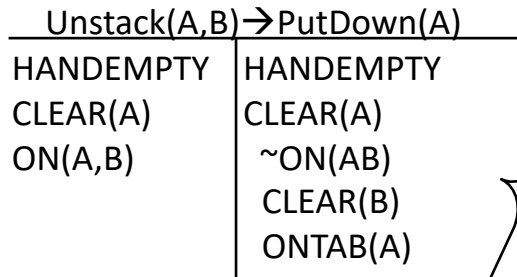 Unstack(A,B)→PutDown(A)
HANDEMPTY HANDEMPTY
CLEAR(A) CLEAR(A)
ON(A,B) ~ON(AB)
CLEAR(B)
ONTAB(A)